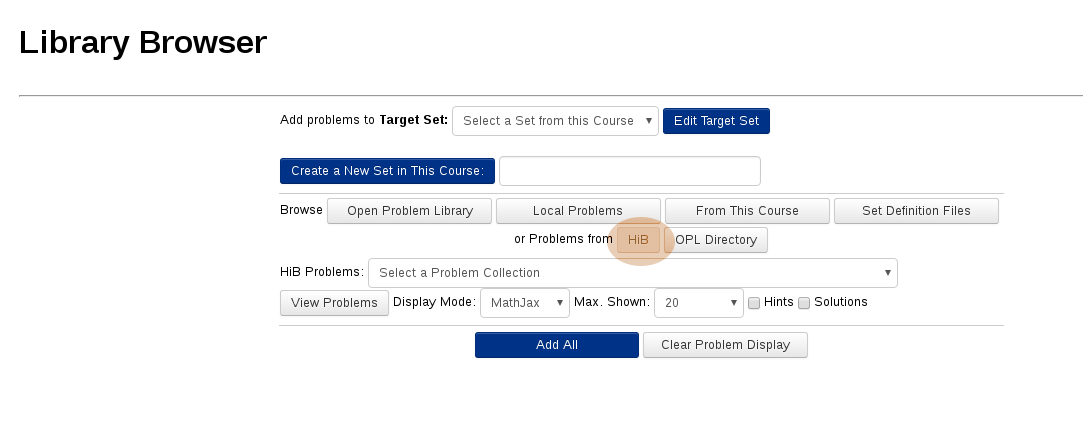 Library Browser
Add problems to Target Set: Select a Set from this Course Edit Target Set
Create a New Set in This Course:
Browse Open Problem Library Local Problems From This Course Set Definition Files
or Problems from HiB OPL Directory
HiB Problems: Select a Problem Collection
View Problems Display Mode: MathJax Max. Shown: 20 Hints Solutions
Add All Clear Problem Display